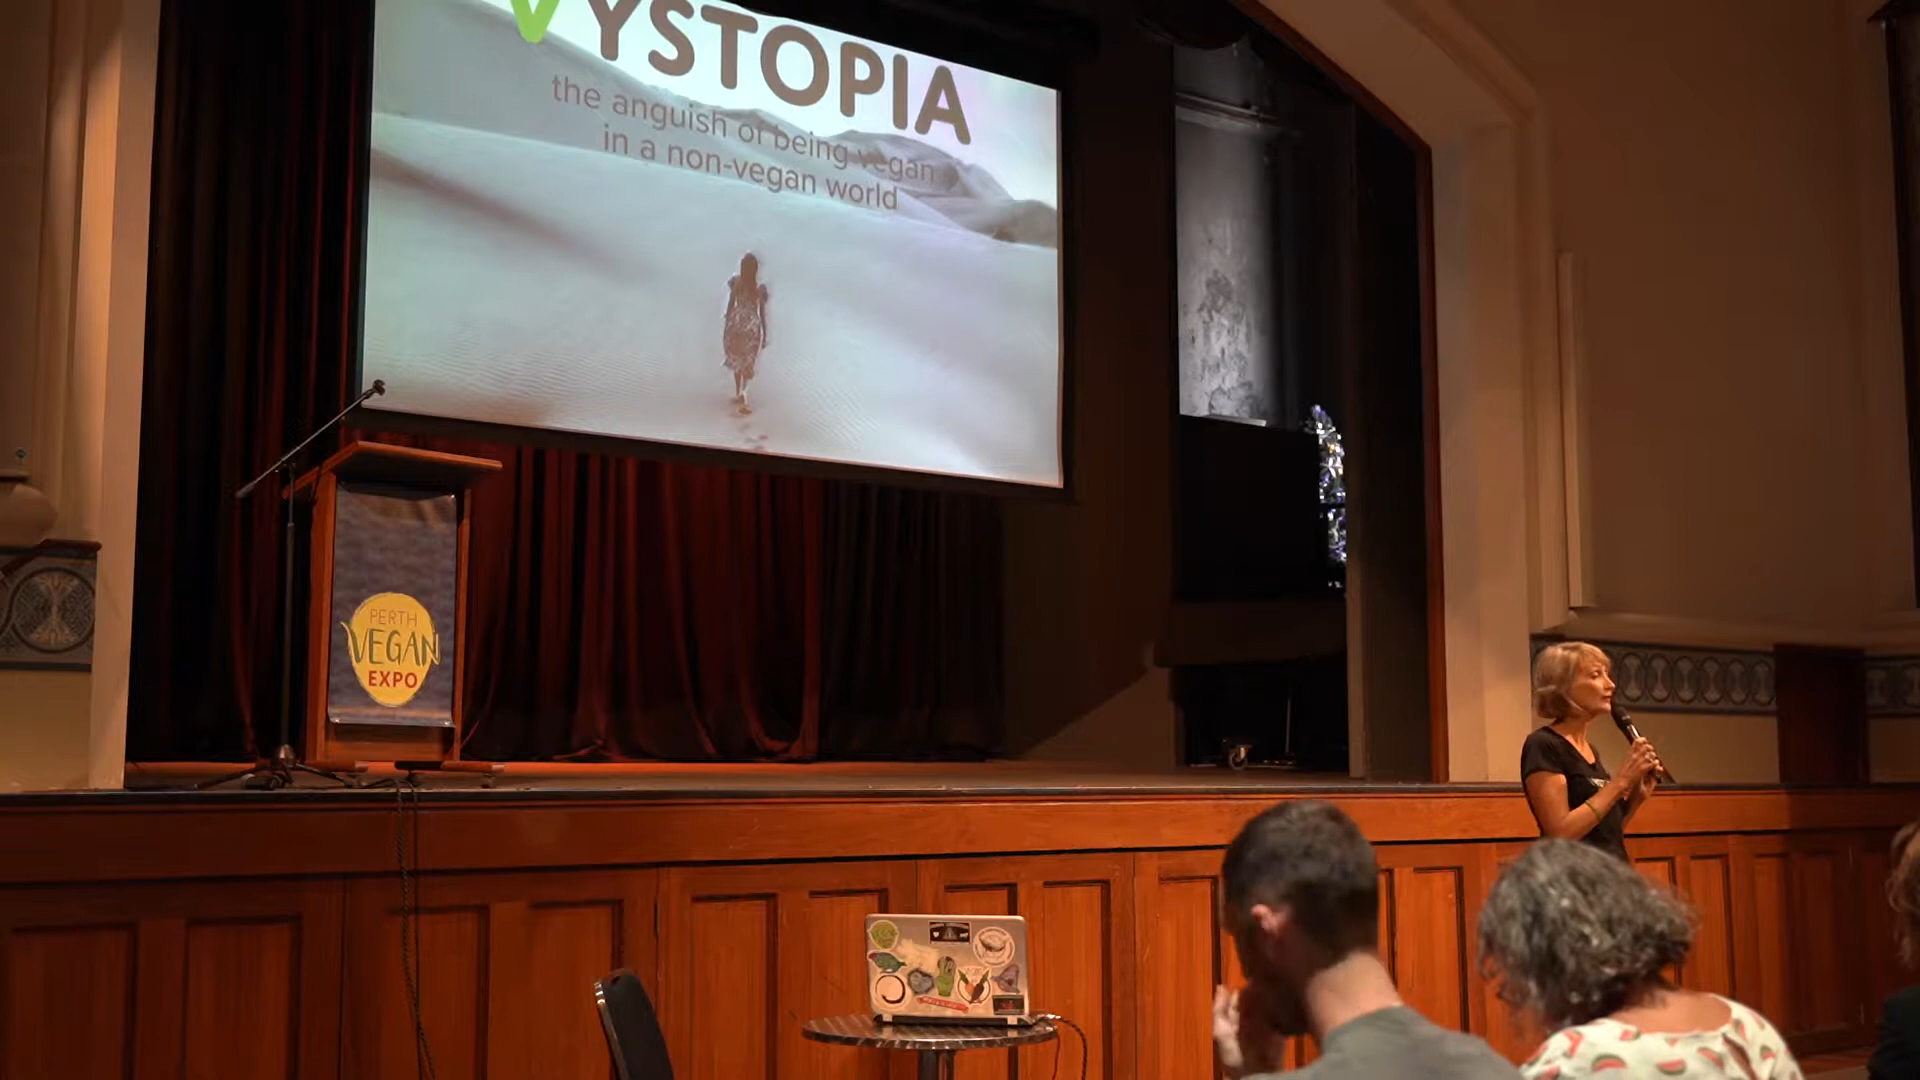 VYSTOPIA
the anguish of being vegan
in a non-vegan world
PERTH
VEGAN
EXPO